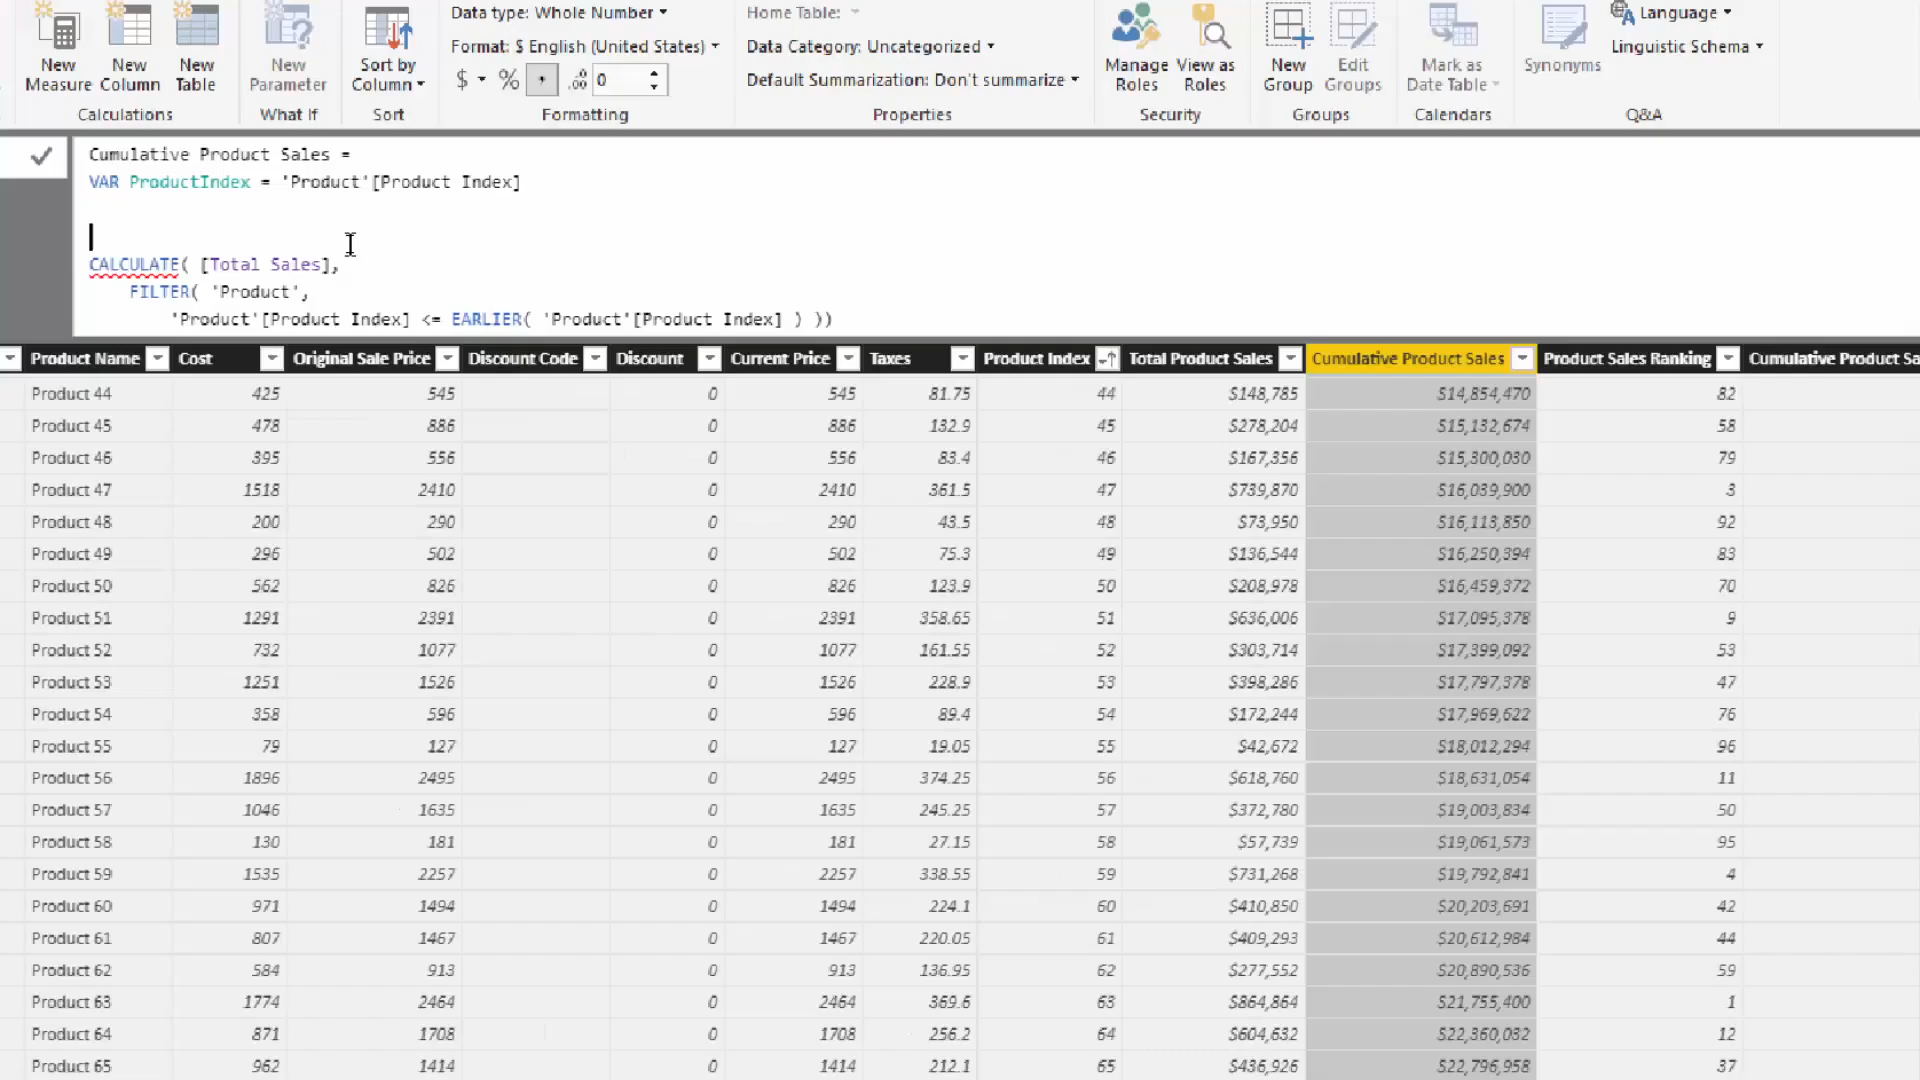 New Measure
New Column
New Table
Calculations
New Parameter
What If
Sort by Column
Sort
Data type: Whole Number
Format: $ English (United States)
$ % , .00 0
Formatting
Home Table:
Data Category: Uncategorized
Default Summarization: Don't summarize
Properties
Manage Roles
View as Roles
Security
New Group
Edit Groups
Groups
Mark as Date Table
Calendars
Synonyms
Language
Linguistic Schema
Q&A
Cumulative Product Sales =
VAR ProductIndex = 'Product'[Product Index]
CALCULATE( [Total Sales],
FILTER( 'Product',
'Product'[Product Index] <= EARLIER( 'Product'[Product Index] ) ))
Product Name Cost Original Sale Price Discount Code Discount Current Price Taxes Product Index Total Product Sales Cumulative Product Sales Product Sales Ranking Cumulative Product Sa
Product 44 425 545 0 545 81.75 44 $148,785 $14,854,470 82
Product 45 478 886 0 886 132.9 45 $278,204 $15,132,674 58
Product 46 395 556 0 556 83.4 46 $167,356 $15,300,030 79
Product 47 1518 2410 0 2410 361.5 47 $739,870 $16,039,900 3
Product 48 200 290 0 290 43.5 48 $73,950 $16,113,850 92
Product 49 296 502 0 502 75.3 49 $136,544 $16,250,394 83
Product 50 562 826 0 826 123.9 50 $208,978 $16,459,372 70
Product 51 1291 2391 0 2391 358.65 51 $636,006 $17,095,378 9
Product 52 732 1077 0 1077 161.55 52 $303,714 $17,399,092 53
Product 53 1251 1526 0 1526 228.9 53 $398,286 $17,797,378 47
Product 54 358 596 0 596 89.4 54 $172,244 $17,969,622 76
Product 55 79 127 0 127 19.05 55 $42,672 $18,012,294 96
Product 56 1896 2495 0 2495 374.25 56 $618,760 $18,631,054 11
Product 57 1046 1635 0 1635 245.25 57 $372,780 $19,003,834 50
Product 58 130 181 0 181 27.15 58 $57,739 $19,061,573 95
Product 59 1535 2257 0 2257 338.55 59 $731,268 $19,792,841 4
Product 60 971 1494 0 1494 224.1 60 $410,850 $20,203,691 42
Product 61 807 1467 0 1467 220.05 61 $409,293 $20,612,984 44
Product 62 584 913 0 913 136.95 62 $277,552 $20,890,536 59
Product 63 1774 2464 0 2464 369.6 63 $864,864 $21,755,400 1
Product 64 871 1708 0 1708 256.2 64 $604,632 $22,360,032 12
Product 65 962 1414 0 1414 212.1 65 $436,926 $22,796,958 37